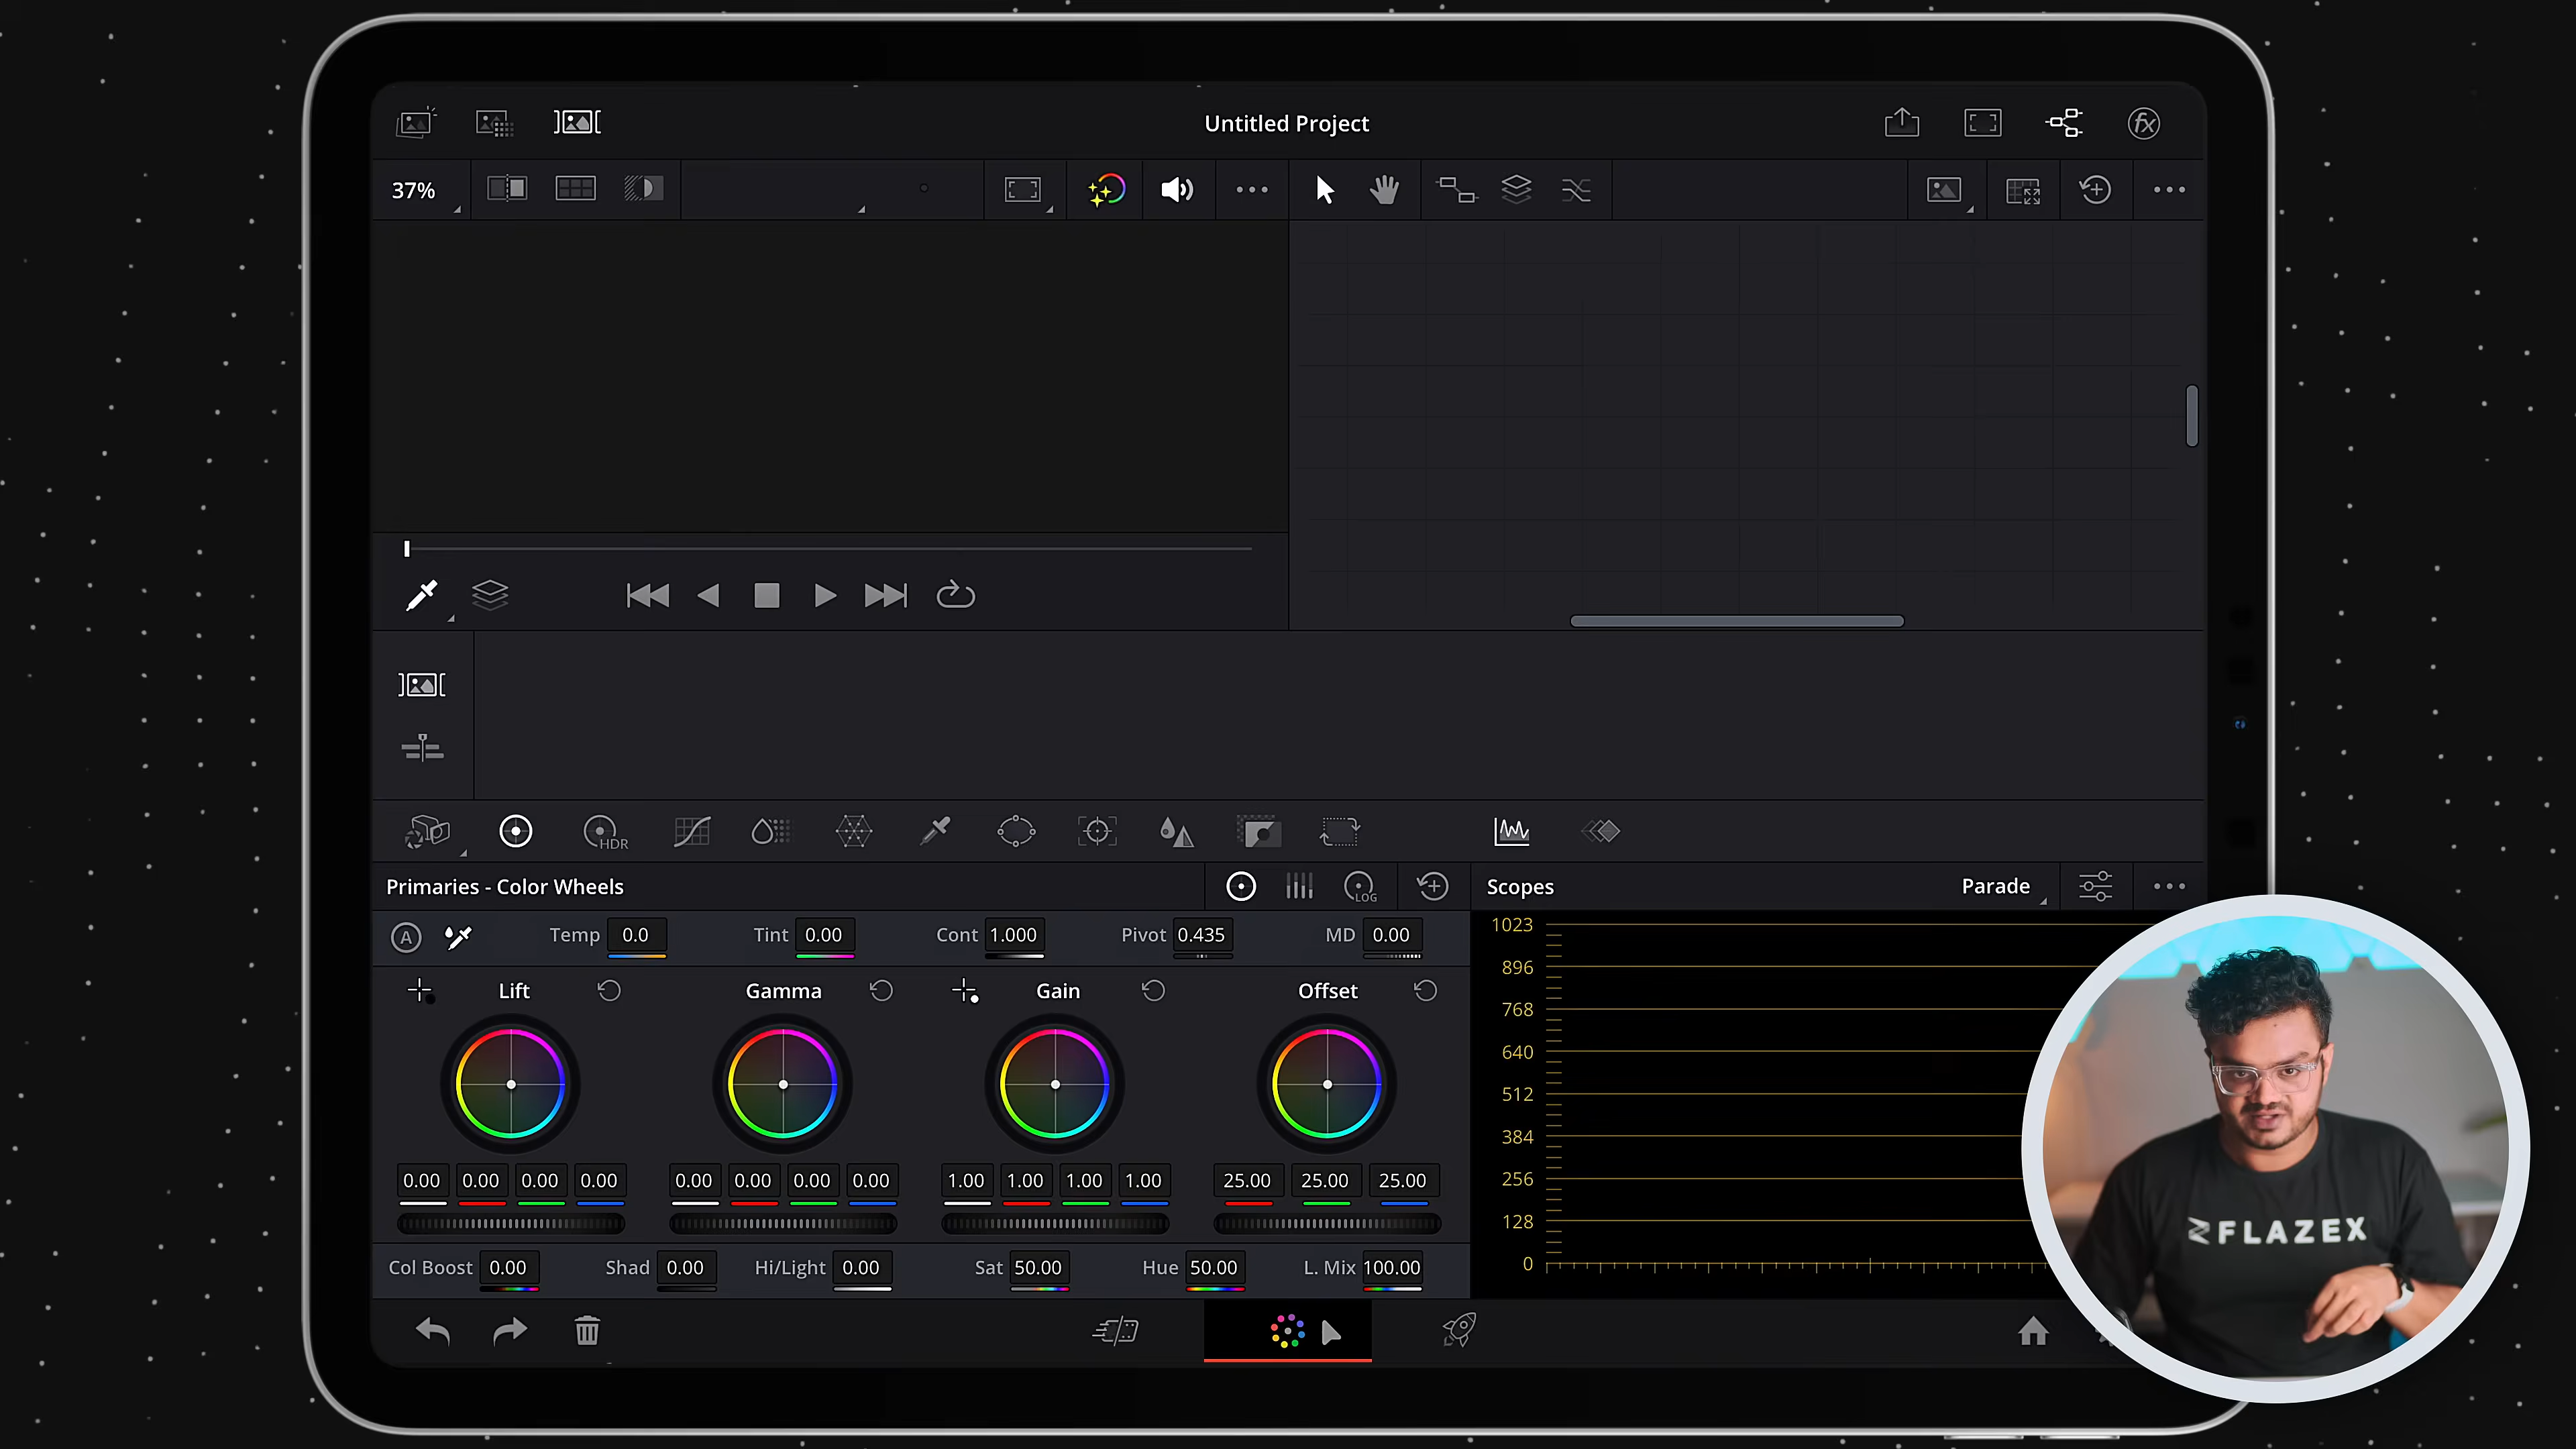 Untitled Project
37%
HDR
Primaries - Color Wheels
LOG
Scopes
Parade
A
Temp 0.0
Tint 0.00
Cont 1.000
Pivot 0.435
MD 0.00
Lift
Gamma
Gain
Offset
0.00 0.00 0.00 0.00
0.00 0.00 0.00 0.00
1.00 1.00 1.00 1.00
25.00 25.00 25.00
Col Boost 0.00
Shad 0.00
Hi/Light 0.00
Sat 50.00
Hue 50.00
L. Mix 100.00
1023
896
768
640
512
384
256
128
0
fx
FLAZEX